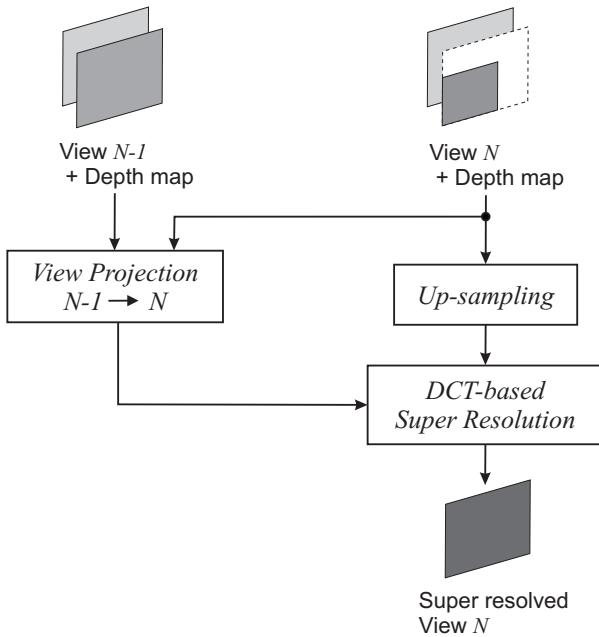 View N-1
+ Depth map
View N
+ Depth map
View Projection
N-1 → N
Up-sampling
DCT-based
Super Resolution
Super resolved
View N